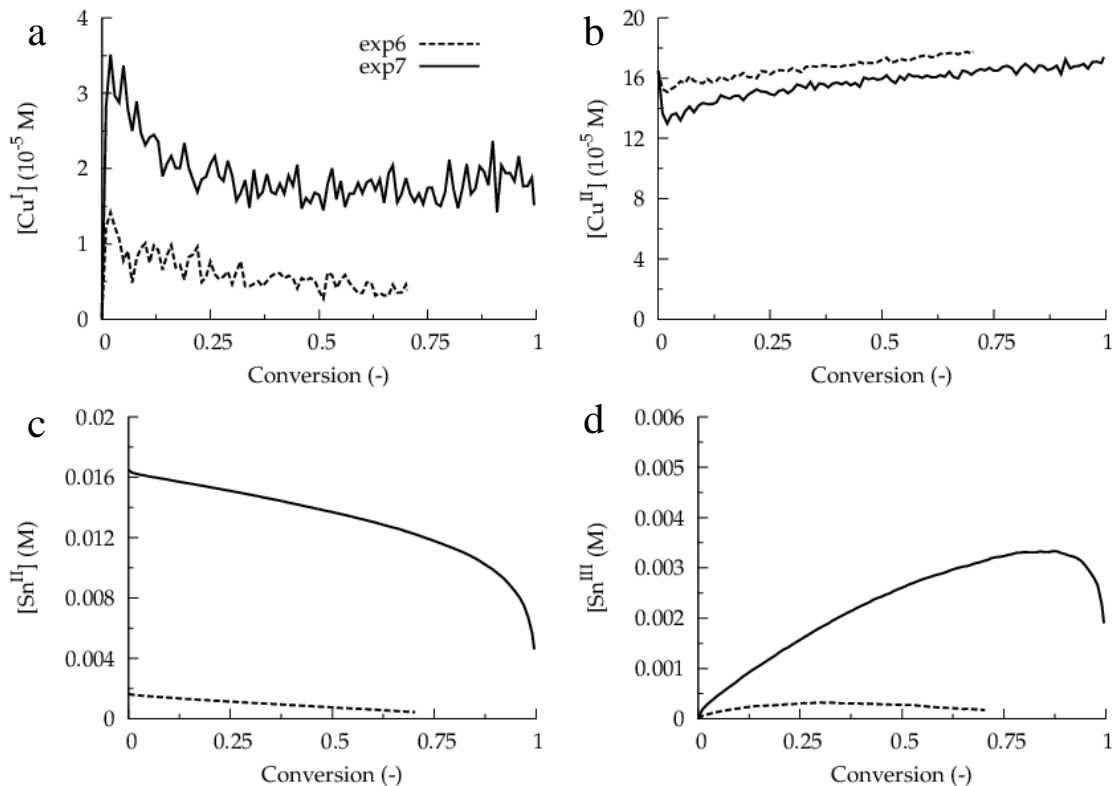 a
4
3
2
1
0
[Cu^I] (10^-5 M)
exp6
exp7
0 0.25 0.5 0.75 1
Conversion (-)
b
20
16
12
8
4
0
[Cu^II] (10^-5 M)
0 0.25 0.5 0.75 1
Conversion (-)
c
0.02
0.016
0.012
0.008
0.004
0
[Sn^II] (M)
0 0.25 0.5 0.75 1
Conversion (-)
d
0.006
0.005
0.004
0.003
0.002
0.001
0
[Sn^III] (M)
0 0.25 0.5 0.75 1
Conversion (-)